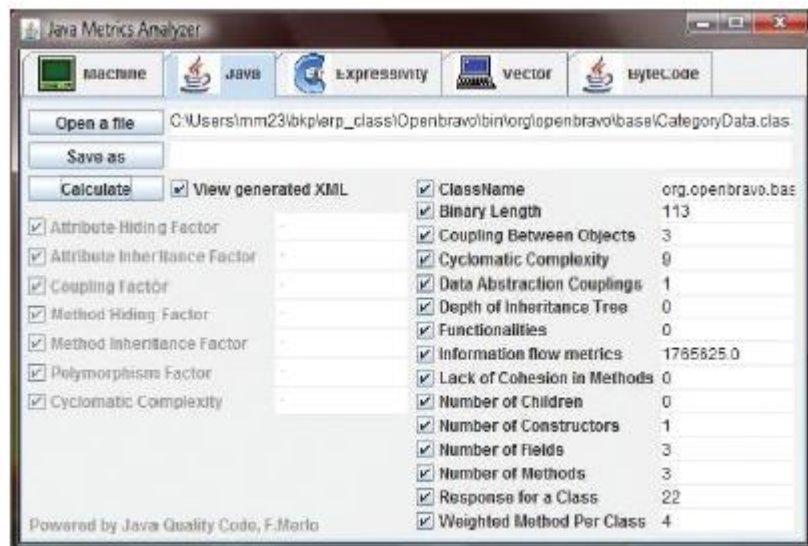 Java Metrics Analyzer
Machine
Java
Expressivity
Vector
ByteCode
Open a file
C:\Users\mm23\bkp\erp_class\Openbravo\bin\org\openbravo\base\CategoryData.clas
Save as
Calculate
View generated XML
Attribute Hiding Factor
Attribute Inheritance Factor
Coupling Factor
Method Hiding Factor
Method Inheritance Factor
Polymorphism Factor
Cyclomatic Complexity
ClassName org.openbravo.bas
Binary Length 113
Coupling Between Objects 3
Cyclomatic Complexity 9
Data Abstraction Couplings 1
Depth of Inheritance Tree 0
Functionalities 0
Information flow metrics 1765625.0
Lack of Cohesion in Methods 0
Number of Children 0
Number of Constructors 1
Number of Fields 3
Number of Methods 3
Response for a Class 22
Weighted Method Per Class 4
Powered by Java Quality Code, F.Merlo